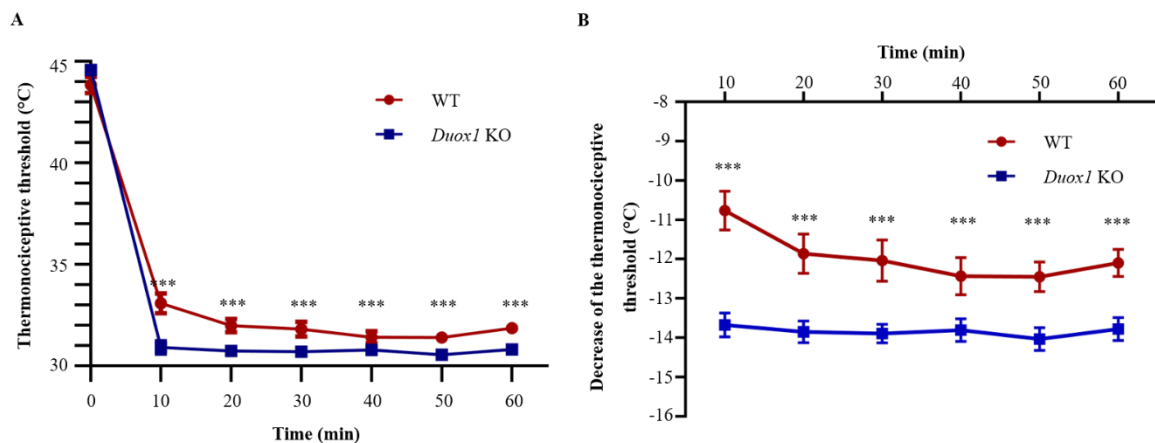 A
Thermonociceptive threshold (°C)
45
40
35
30
WT
Duox1 KO
***
*** *** *** *** ***
0 10 20 30 40 50 60
Time (min)
B
Time (min)
10 20 30 40 50 60
Decrease of the thermonociceptive
threshold (°C)
-8
-9
-10
-11
-12
-13
-14
-15
-16
WT
Duox1 KO
***
*** *** *** *** ***